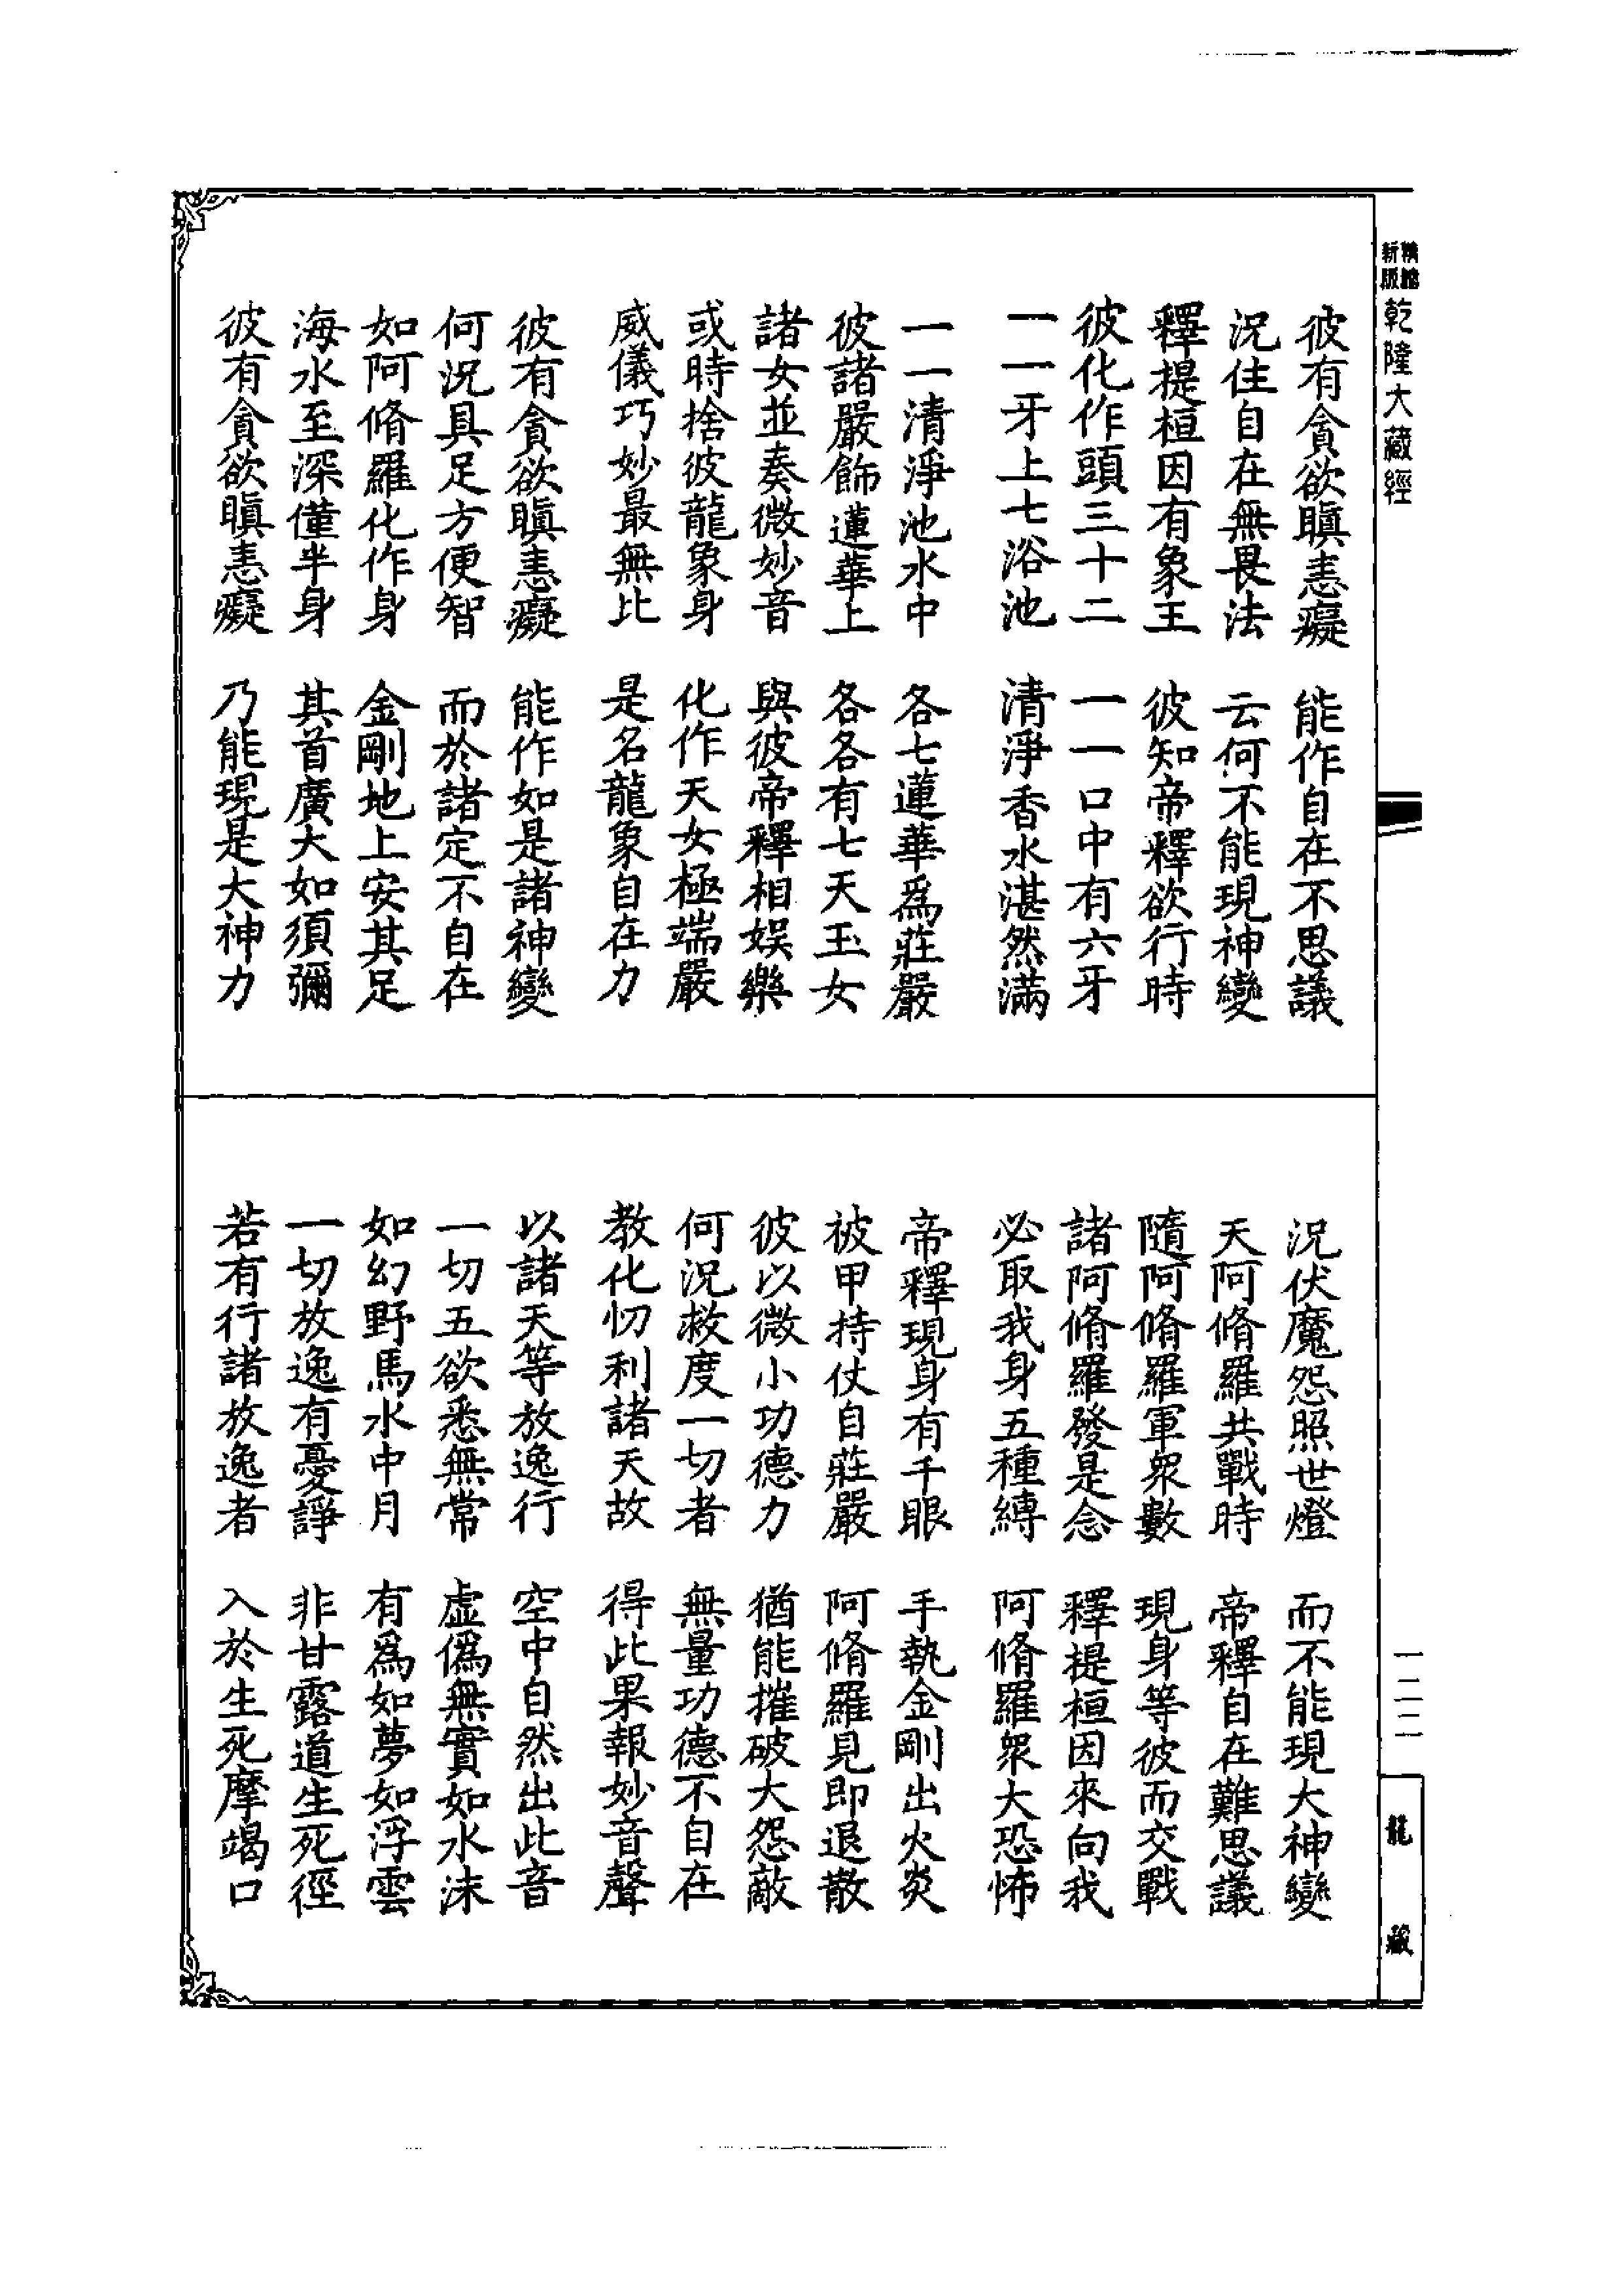 新版
精縮
乾隆大藏經
彼有貪欲瞋恚癡　能作自在不思議
況住自在無畏法　云何不能現神變
釋提桓因有象王　彼知帝釋欲行時
彼化作頭三十二　一一口中有六牙
一一牙上七浴池　清淨香水湛然滿
一一清淨池水中　各七蓮華爲莊嚴
彼諸嚴飾蓮華上　各各有七天玉女
諸女並奏微妙音　與彼帝釋相娛樂
或時捨彼龍象身　化作天女極端嚴
威儀巧妙最無比　是名龍象自在力
彼有貪欲瞋恚癡　能作如是諸神變
何況具足方便智　而於諸定不自在
如阿脩羅化作身　金剛地上安其足
海水至深僅半身　其首廣大如須彌
彼有貪欲瞋恚癡　乃能現是大神力
況伏魔怨照世燈　而不能現大神變
天阿脩羅共戰時　帝釋自在難思議
隨阿脩羅軍衆數　現身等彼而交戰
諸阿脩羅發是念　釋提桓因來向我
必取我身五種縛　阿脩羅衆大恐怖
帝釋現身有千眼　手執金剛出火炎
被甲持仗自莊嚴　阿脩羅見即退散
彼以微小功德力　猶能摧破大怨敵
何況救度一切者　無量功德不自在
教化忉利諸天故　得此果報妙音聲
以諸天等放逸行　空中自然出此音
一切五欲悉無常　虛僞無實如水沫
如幻野馬水中月　有爲如夢如浮雲
一切放逸有憂諍　非甘露道生死徑
若有行諸放逸者　入於生死摩竭口
一二二
龍藏